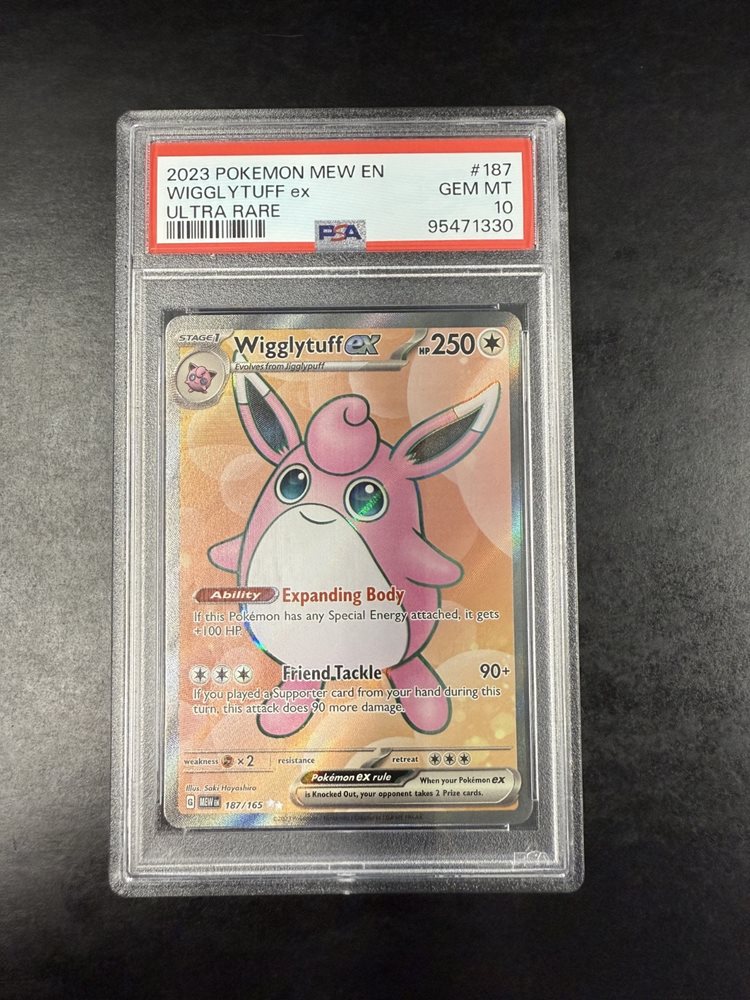 2023 POKEMON MEW EN #187
WIGGLYTUFF ex GEM MT
ULTRA RARE 10
PSA 95471330
STAGE 1 Wigglytuff ex HP 250
Evolves from Jigglypuff
Ability Expanding Body
If this Pokémon has any Special Energy attached, it gets
+100 HP.
Friend Tackle 90+
If you played a Supporter card from your hand during this
turn, this attack does 90 more damage.
weakness ×2 resistance retreat
Pokémon ex rule When your Pokémon ex
is Knocked Out, your opponent takes 2 Prize cards.
Illus. Saki Hayashiro
G MEW EN 187/165